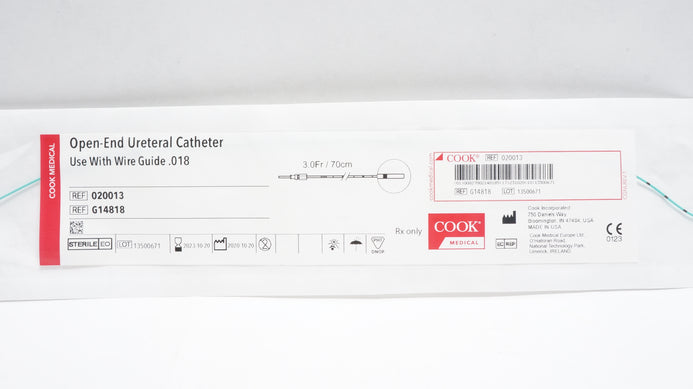 COOK MEDICAL
Open-End Ureteral Catheter
Use With Wire Guide .018
3.0Fr / 70cm
REF 020013
REF G14818
STERILE EO LOT 13500671 2023-10-20 2020-10-20
Rx only
COOK® REF 020013
REF G14818 LOT 13500671
COOK®
MEDICAL
Cook Incorporated
750 Daniels Way
Bloomington, IN 47404, USA
MADE IN USA
EC REP
Cook Medical Europe Ltd.
O'Halloran Road,
National Technology Park,
Limerick, IRELAND
CE
0123